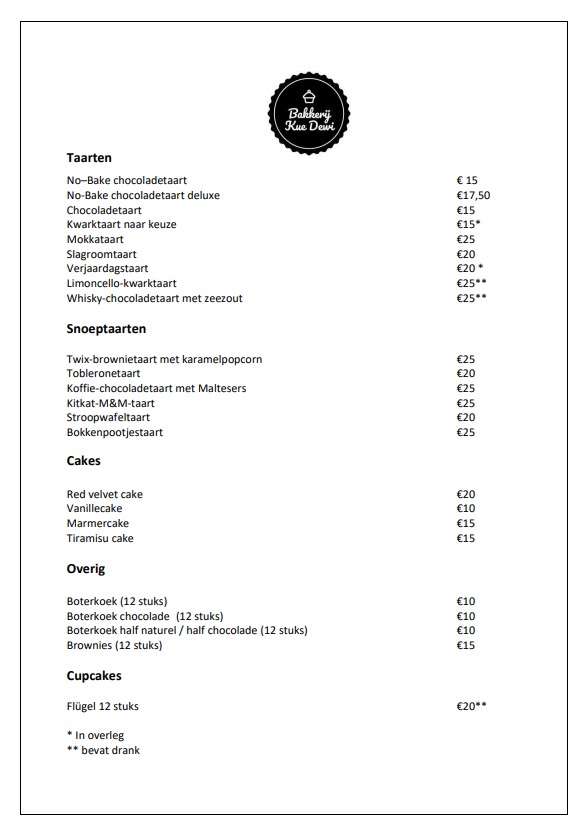 Bakkerij
Kue Dewi
Taarten
No–Bake chocoladetaart € 15
No-Bake chocoladetaart deluxe €17,50
Chocoladetaart €15
Kwarktaart naar keuze €15*
Mokkataart €25
Slagroomtaart €20
Verjaardagstaart €20 *
Limoncello-kwarktaart €25**
Whisky-chocoladetaart met zeezout €25**
Snoeptaarten
Twix-brownietaart met karamelpopcorn €25
Tobleronetaart €20
Koffie-chocoladetaart met Maltesers €25
Kitkat-M&M-taart €25
Stroopwafeltaart €20
Bokkenpootjestaart €25
Cakes
Red velvet cake €20
Vanillecake €10
Marmercake €15
Tiramisu cake €15
Overig
Boterkoek (12 stuks) €10
Boterkoek chocolade  (12 stuks) €10
Boterkoek half naturel / half chocolade (12 stuks) €10
Brownies (12 stuks) €15
Cupcakes
Flügel 12 stuks €20**
* In overleg
** bevat drank